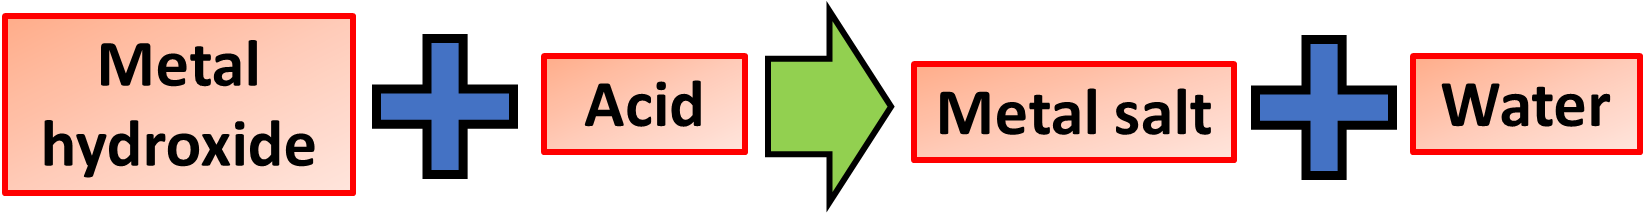 Metal
hydroxide
Acid
Metal salt
Water